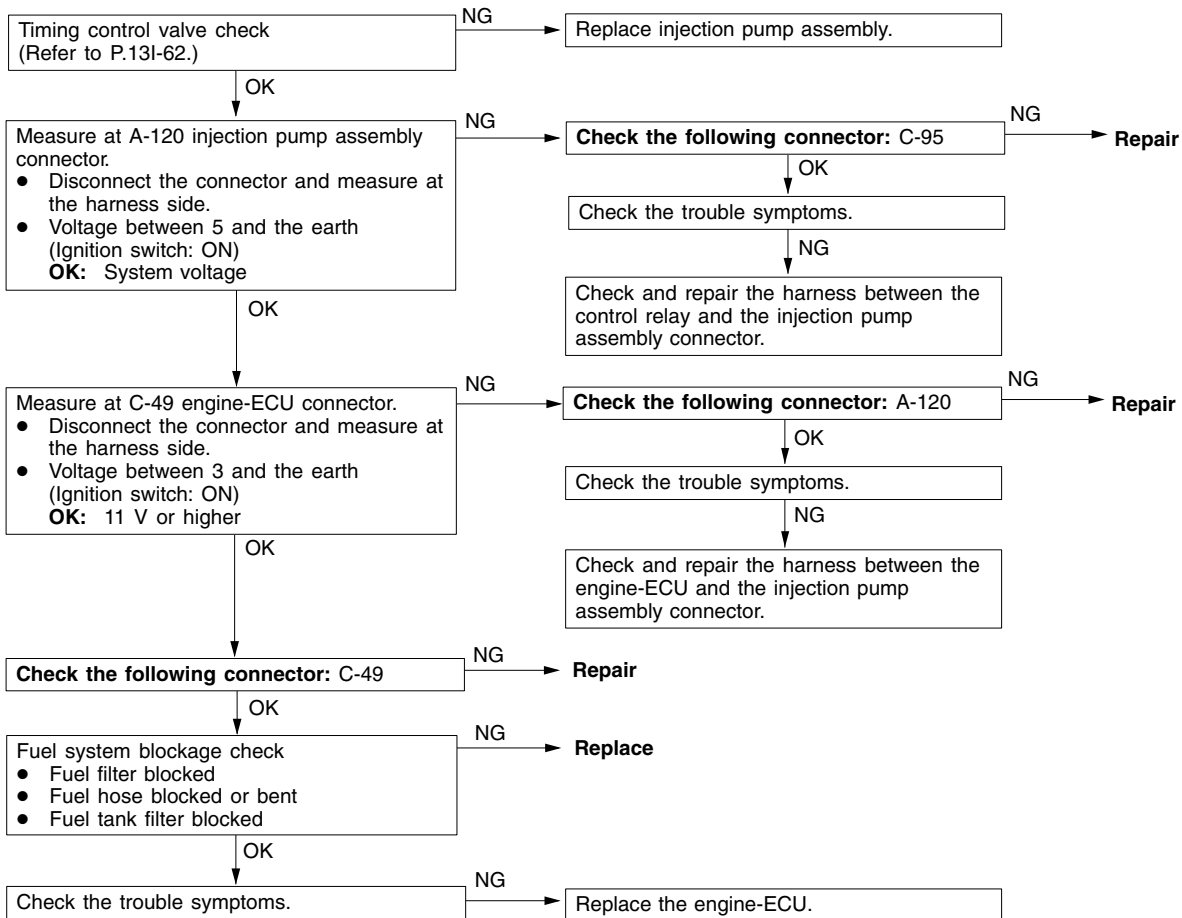 Timing control valve check
(Refer to P.13I-62.)
NG
Replace injection pump assembly.
OK
Measure at A-120 injection pump assembly
connector.
● Disconnect the connector and measure at
the harness side.
● Voltage between 5 and the earth
(Ignition switch: ON)
OK: System voltage
NG
Check the following connector: C-95
NG
Repair
OK
Check the trouble symptoms.
NG
Check and repair the harness between the
control relay and the injection pump
assembly connector.
OK
Measure at C-49 engine-ECU connector.
● Disconnect the connector and measure at
the harness side.
● Voltage between 3 and the earth
(Ignition switch: ON)
OK: 11 V or higher
NG
Check the following connector: A-120
NG
Repair
OK
Check the trouble symptoms.
NG
Check and repair the harness between the
engine-ECU and the injection pump
assembly connector.
OK
Check the following connector: C-49
NG
Repair
OK
Fuel system blockage check
● Fuel filter blocked
● Fuel hose blocked or bent
● Fuel tank filter blocked
NG
Replace
OK
Check the trouble symptoms.
NG
Replace the engine-ECU.